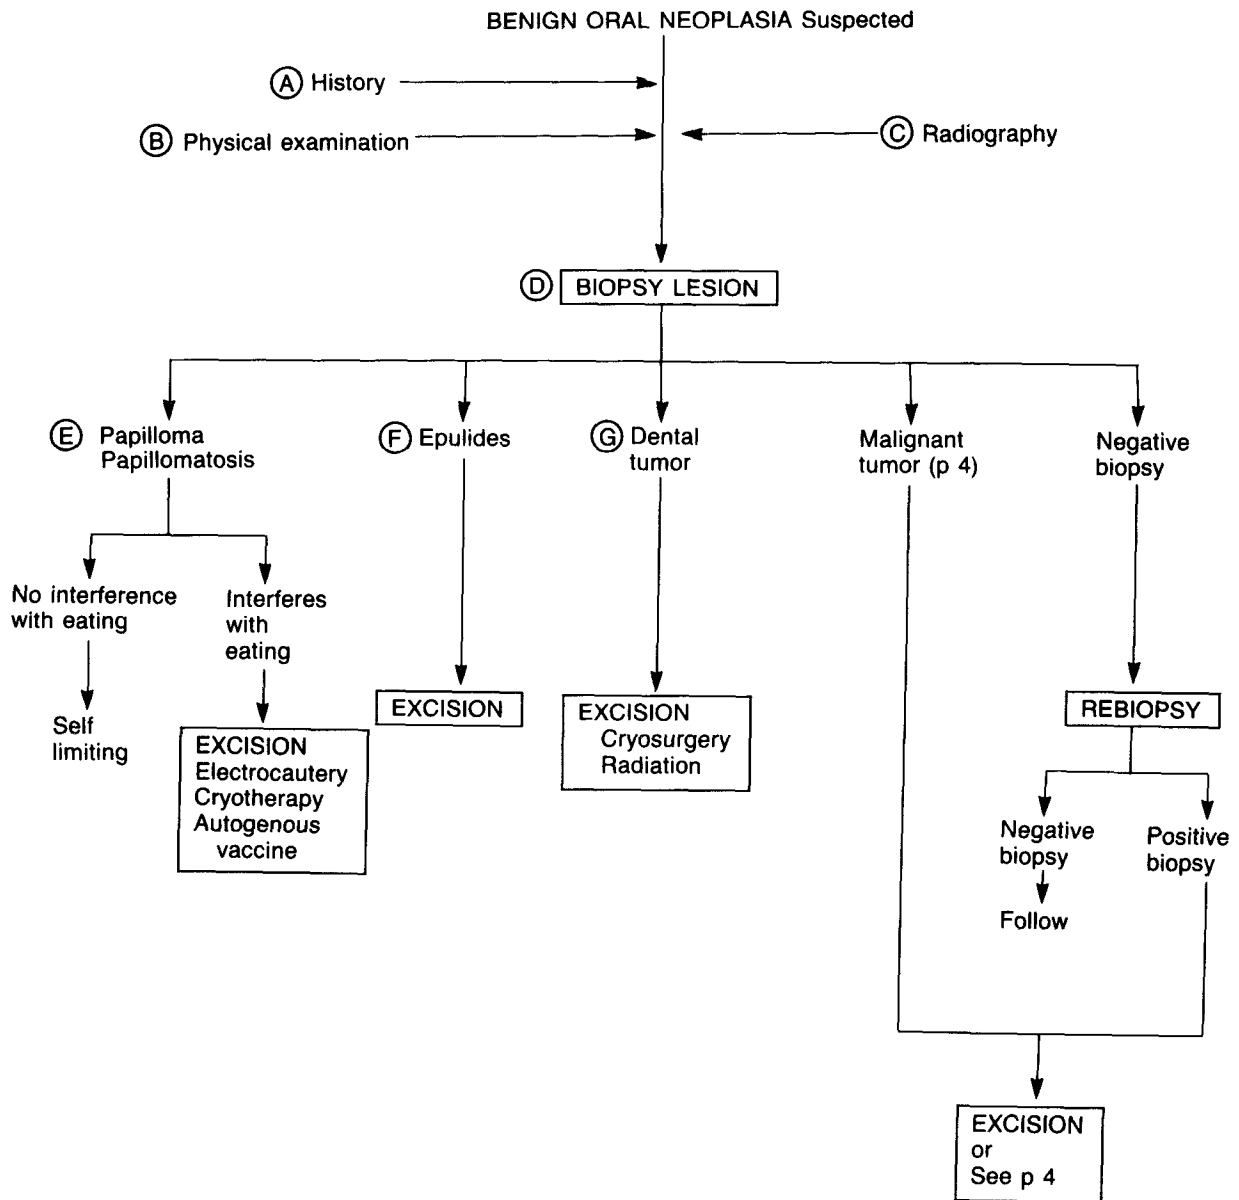 BENIGN ORAL NEOPLASIA Suspected
A History
B Physical examination
C Radiography
D BIOPSY LESION
E Papilloma
Papillomatosis
F Epulides
G Dental
tumor
Malignant
tumor (p 4)
Negative
biopsy
No interference
with eating
Interferes
with
eating
Self
limiting
EXCISION
Electrocautery
Cryotherapy
Autogenous
vaccine
EXCISION
EXCISION
Cryosurgery
Radiation
REBIOPSY
Negative
biopsy
Positive
biopsy
Follow
EXCISION
or
See p 4